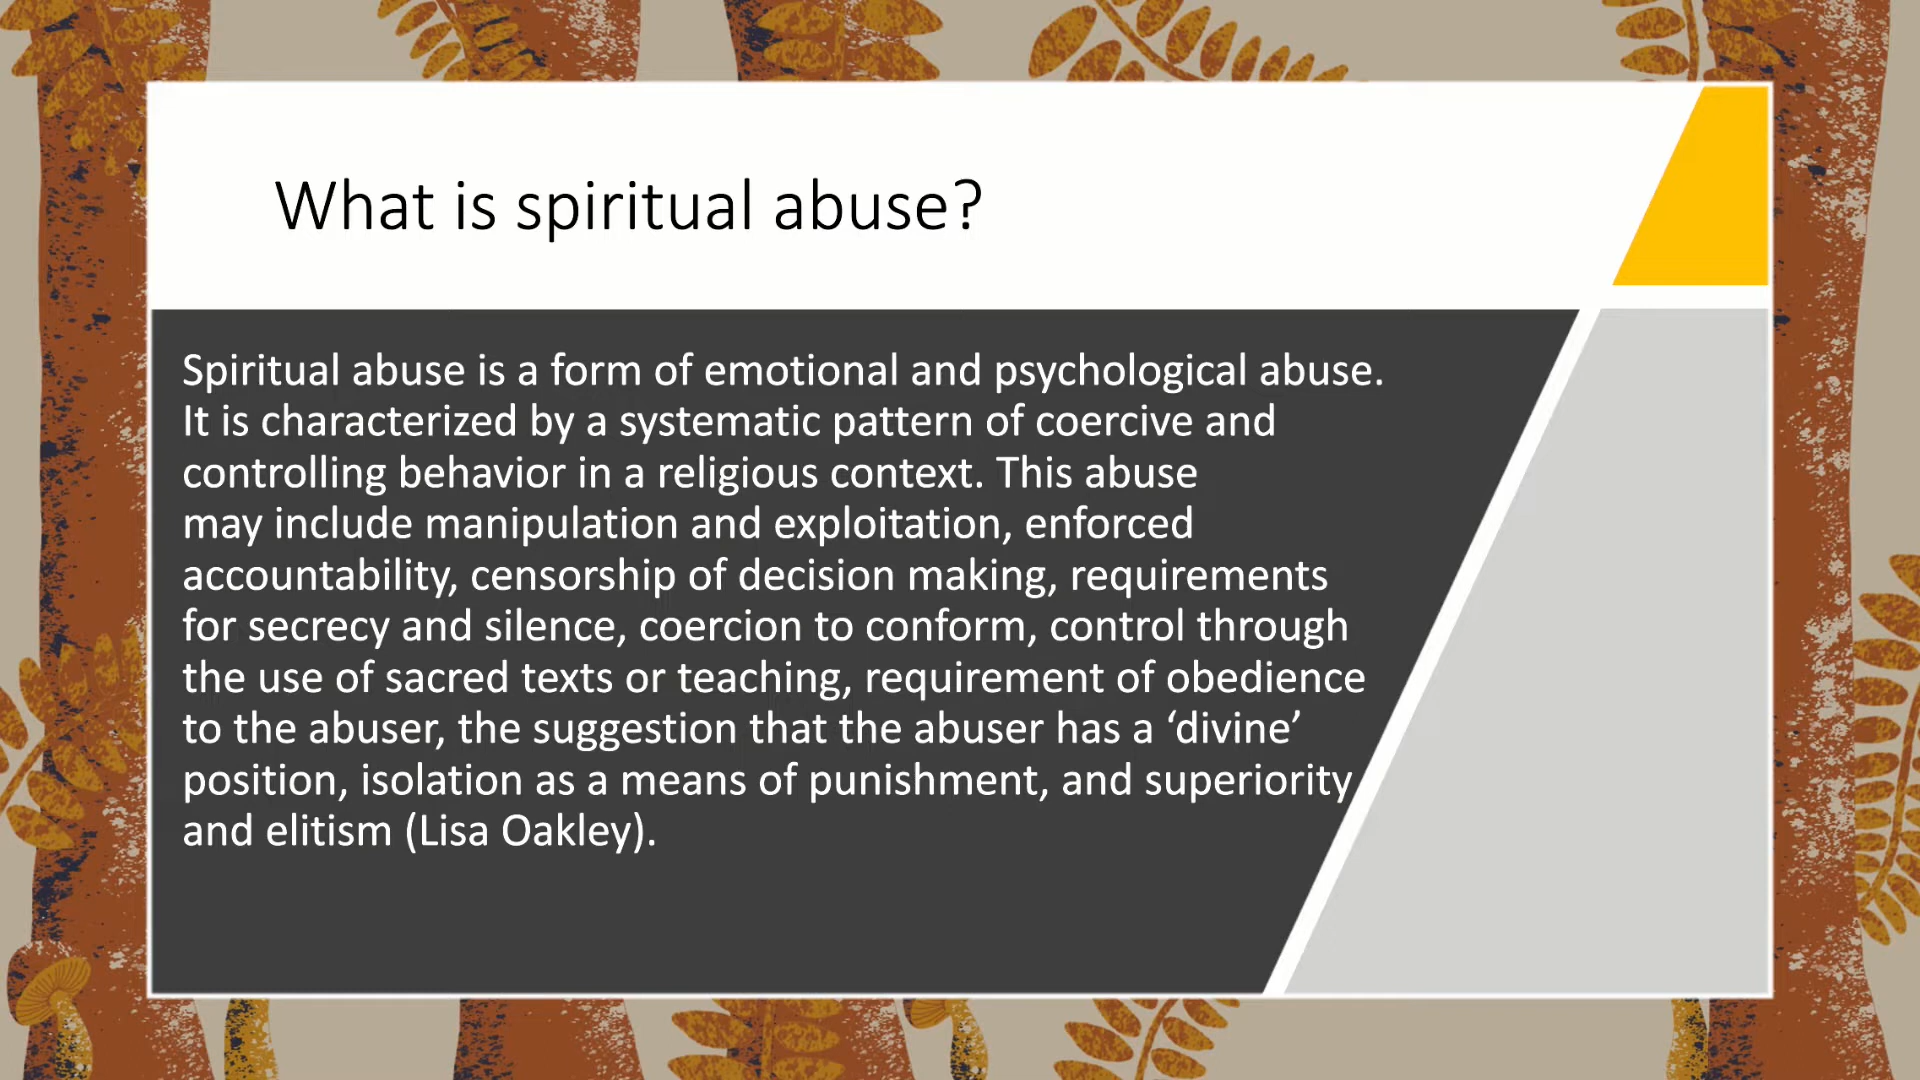 What is spiritual abuse?
Spiritual abuse is a form of emotional and psychological abuse.
It is characterized by a systematic pattern of coercive and
controlling behavior in a religious context. This abuse
may include manipulation and exploitation, enforced
accountability, censorship of decision making, requirements
for secrecy and silence, coercion to conform, control through
the use of sacred texts or teaching, requirement of obedience
to the abuser, the suggestion that the abuser has a ‘divine’
position, isolation as a means of punishment, and superiority
and elitism (Lisa Oakley).